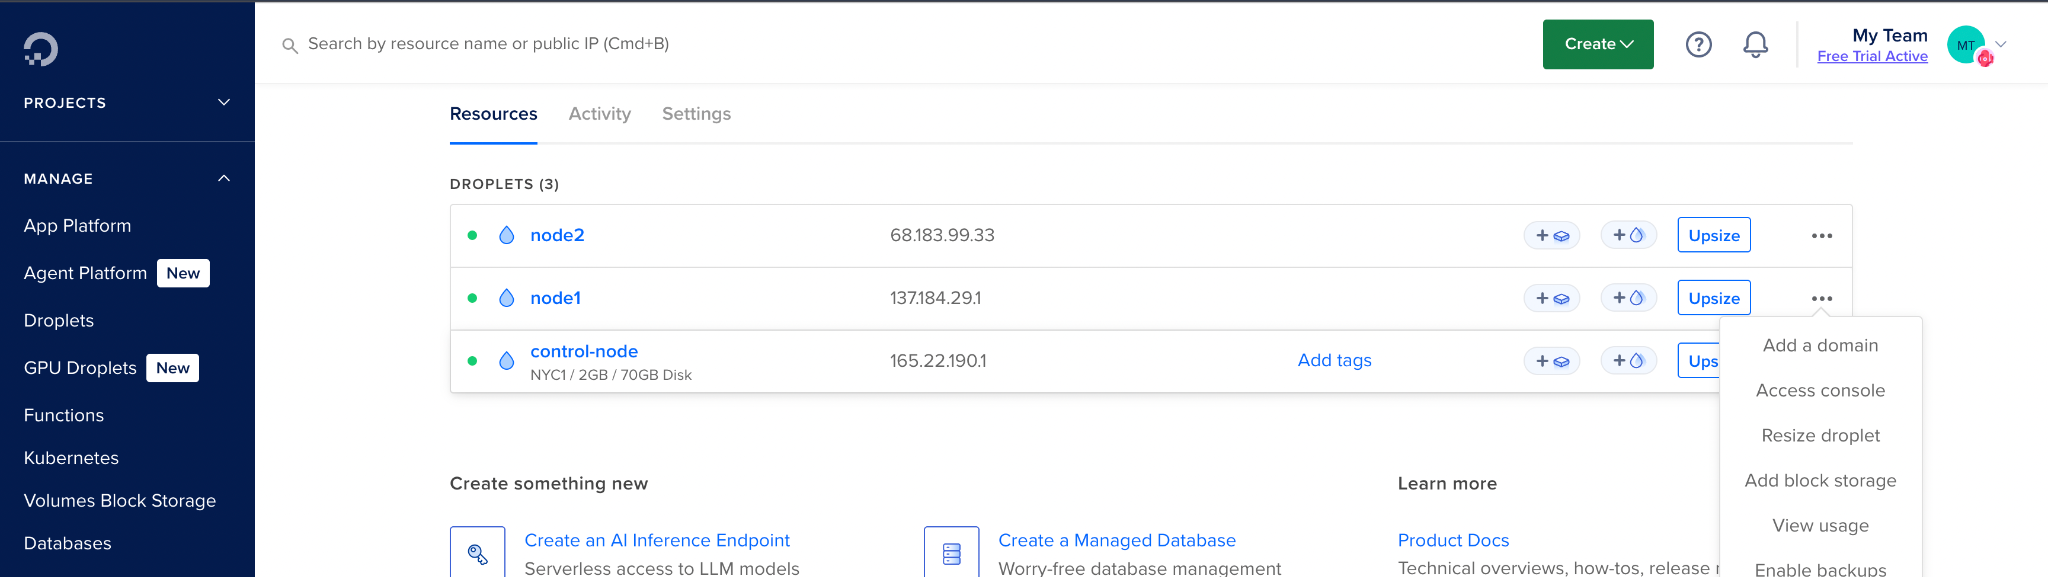 Search by resource name or public IP (Cmd+B)
Create
My Team
Free Trial Active
MT
PROJECTS
MANAGE
App Platform
Agent Platform New
Droplets
GPU Droplets New
Functions
Kubernetes
Volumes Block Storage
Databases
Resources Activity Settings
DROPLETS (3)
node2 68.183.99.33 + + Upsize
node1 137.184.29.1 + + Upsize
control-node 165.22.190.1 Add tags + + Ups
NYC1 / 2GB / 70GB Disk
Add a domain
Access console
Resize droplet
Add block storage
View usage
Enable backups
Create something new
Create an AI Inference Endpoint
Serverless access to LLM models
Create a Managed Database
Worry-free database management
Learn more
Product Docs
Technical overviews, how-tos, release